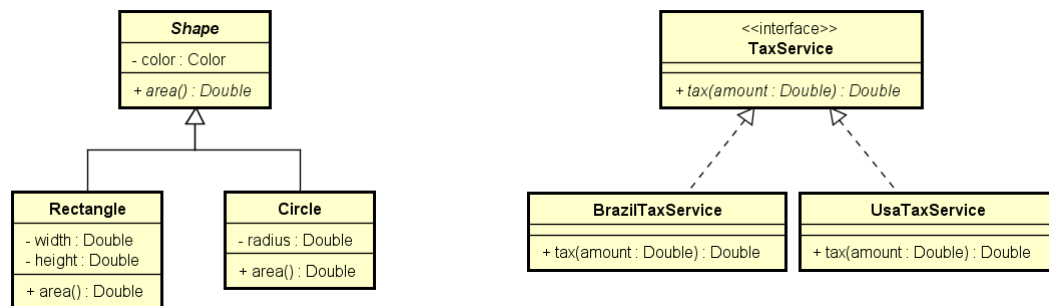 Shape
- color : Color
+ area() : Double
Rectangle
- width : Double
- height : Double
+ area() : Double
Circle
- radius : Double
+ area() : Double
<<interface>>
TaxService
+ tax(amount : Double) : Double
BrazilTaxService
+ tax(amount : Double) : Double
UsaTaxService
+ tax(amount : Double) : Double